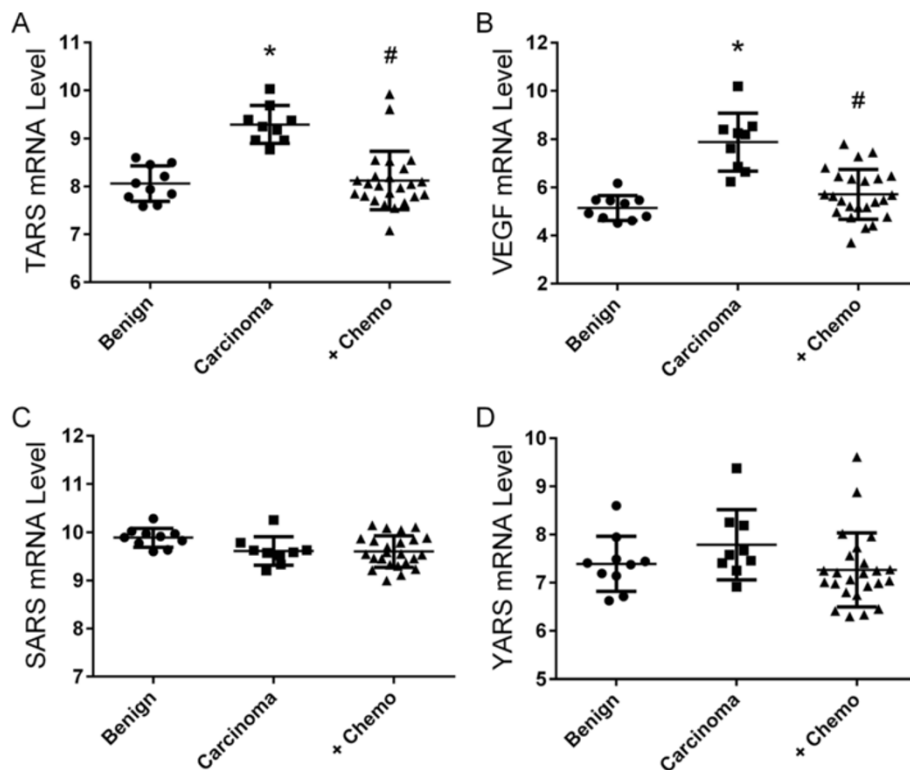 A
TARS mRNA Level
11
10
9
8
7
6
*
#
Benign
Carcinoma
+ Chemo
B
VEGF mRNA Level
12
10
8
6
4
2
*
#
Benign
Carcinoma
+ Chemo
C
SARS mRNA Level
12
11
10
9
8
7
Benign
Carcinoma
+ Chemo
D
YARS mRNA Level
10
9
8
7
6
5
Benign
Carcinoma
+ Chemo